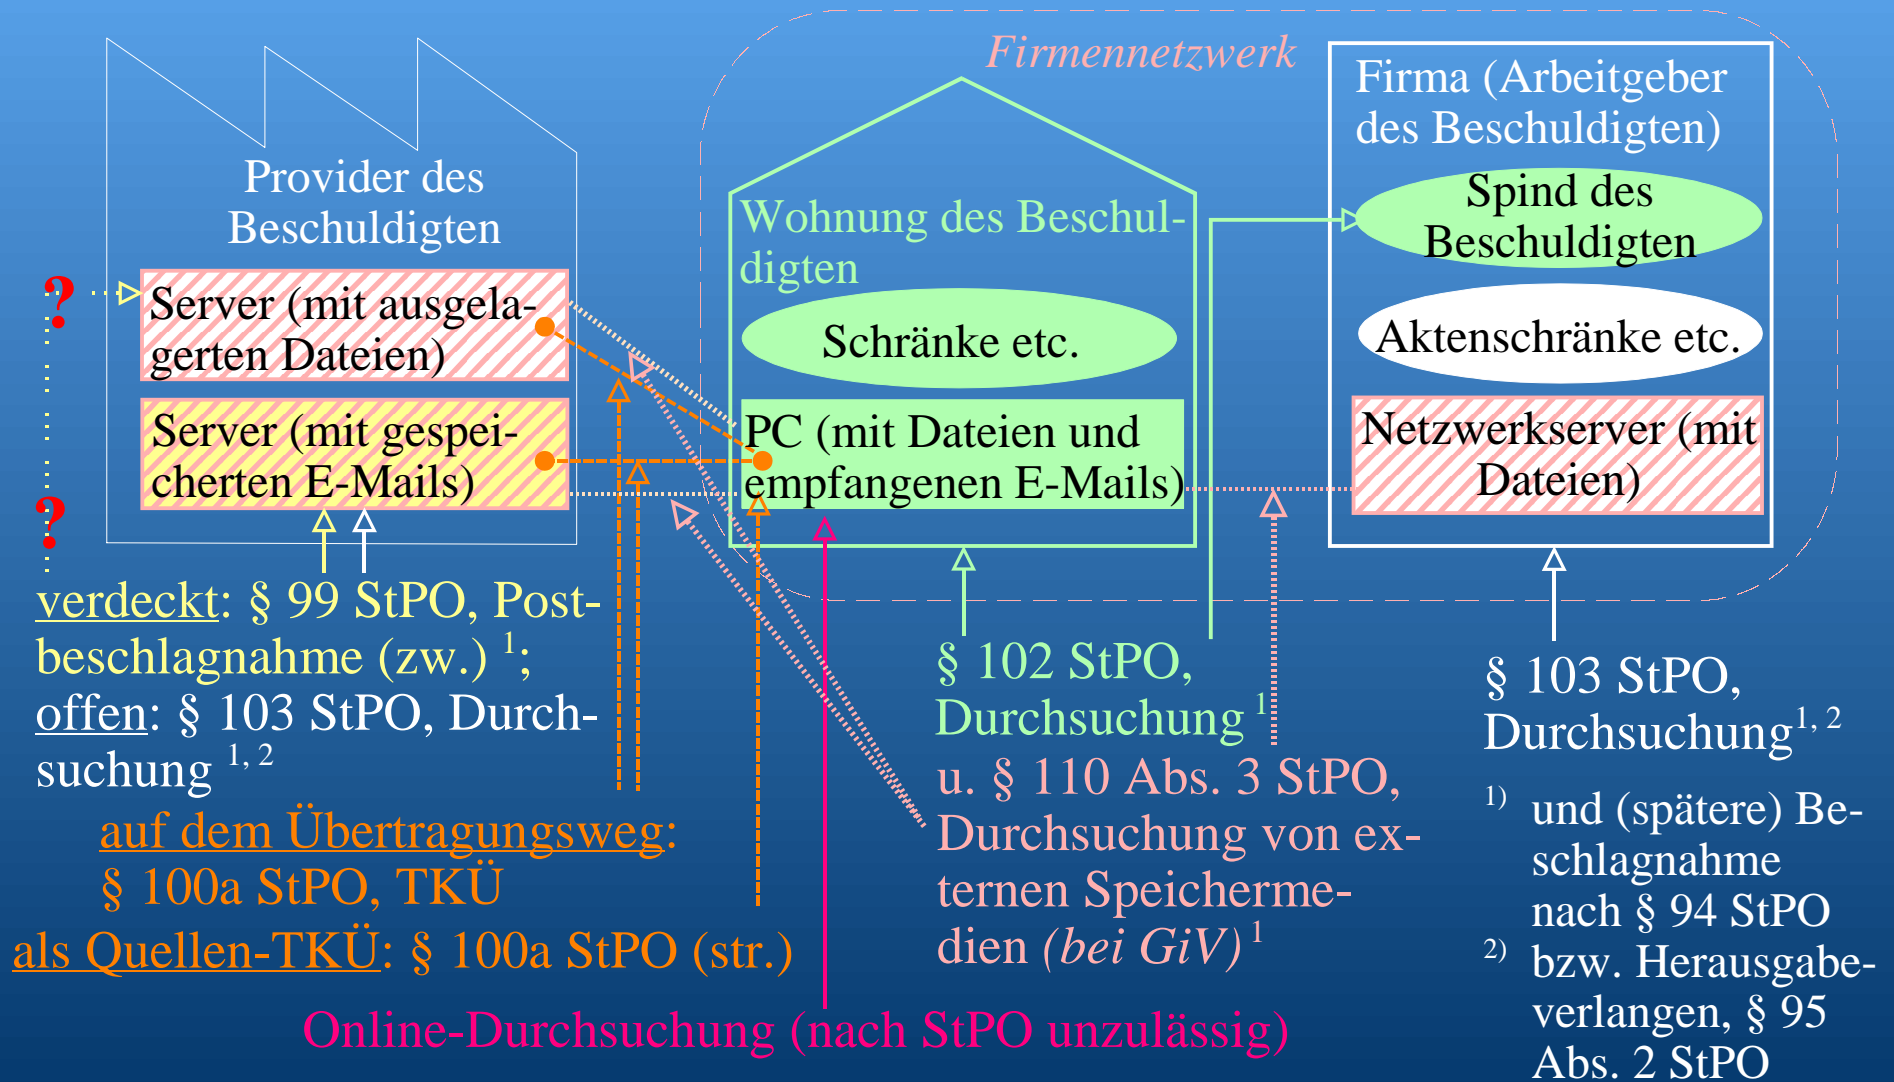 Firmennetzwerk
Provider des
Beschuldigten
?
Server (mit ausgela-
gerten Dateien)
Server (mit gespei-
cherten E-Mails)
?
Wohnung des Beschul-
digten
Schränke etc.
PC (mit Dateien und
empfangenen E-Mails)
Firma (Arbeitgeber
des Beschuldigten)
Spind des
Beschuldigten
Aktenschränke etc.
Netzwerkserver (mit
Dateien)
verdeckt: § 99 StPO, Post-
beschlagnahme (zw.) 1;
offen: § 103 StPO, Durch-
suchung 1, 2
auf dem Übertragungsweg:
§ 100a StPO, TKÜ
als Quellen-TKÜ: § 100a StPO (str.)
Online-Durchsuchung (nach StPO unzulässig)
§ 102 StPO,
Durchsuchung 1
u. § 110 Abs. 3 StPO,
Durchsuchung von ex-
ternen Speicherme-
dien (bei GiV) 1
§ 103 StPO,
Durchsuchung1, 2
1) und (spätere) Be-
schlagnahme
nach § 94 StPO
2) bzw. Herausgabe-
verlangen, § 95
Abs. 2 StPO